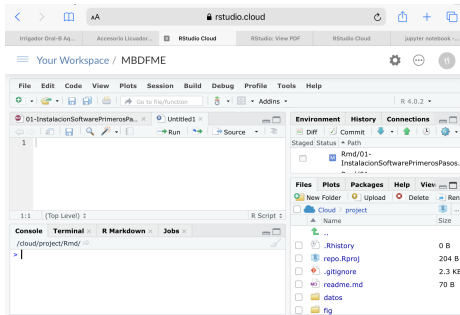 AA rstudio.cloud
Irrigador Oral-B Aq... Accesorio Licuador... RStudio Cloud RStudio: View PDF RStudio Cloud jupyter notebook -...
Your Workspace / MBDFME
File Edit Code View Plots Session Build Debug Profile Tools Help
Go to file/function Addins R 4.0.2
01-InstalacionSoftwarePrimerosPa... Untitled1
Run Source
1
1:1 (Top Level) R Script
Console Terminal R Markdown Jobs
/cloud/project/Rmd/
>
Environment History Connections
Diff Commit
Staged Status Path
M Rmd/01-
InstalacionSoftwarePrimerosPasos.
Files Plots Packages Help View
New Folder Upload Delete Ren
Cloud project ...
Name Size
..
.Rhistory 0 B
repo.Rproj 204 B
.gitignore 2.3 KE
readme.md 70 B
datos
fig